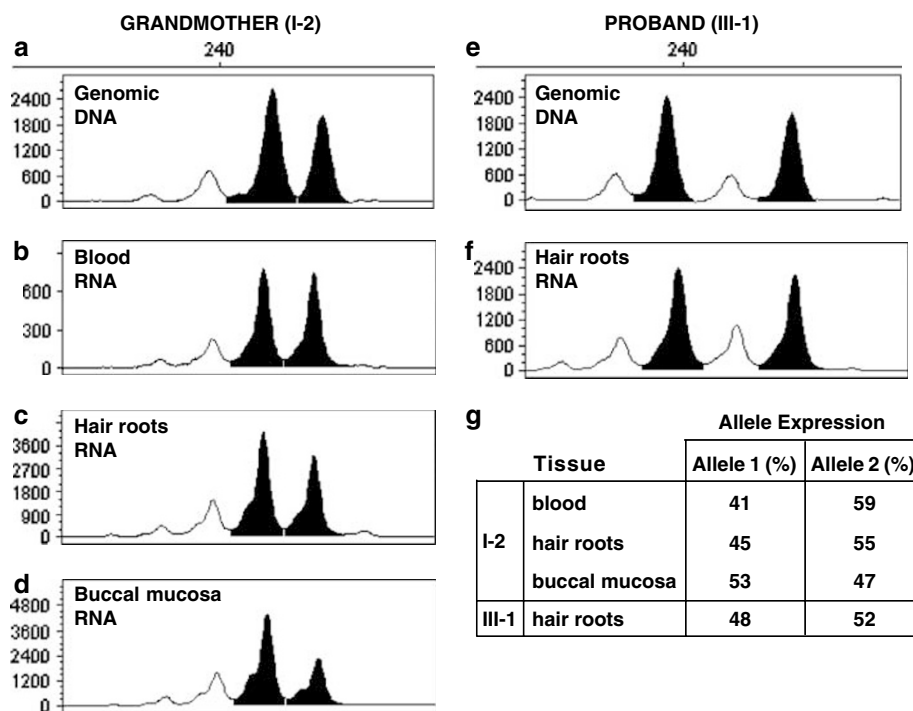 GRANDMOTHER (I-2)
a
240
Genomic
DNA
2400
1800
1200
600
0
b
Blood
RNA
600
300
0
c
Hair roots
RNA
3600
2700
1800
900
0
d
Buccal mucosa
RNA
4800
3600
2400
1200
0
PROBAND (III-1)
e
240
Genomic
DNA
2400
1800
1200
600
0
f
Hair roots
RNA
2400
1800
1200
600
0
g
Allele Expression
Tissue Allele 1 (%) Allele 2 (%)
I-2
blood 41 59
hair roots 45 55
buccal mucosa 53 47
III-1 hair roots 48 52